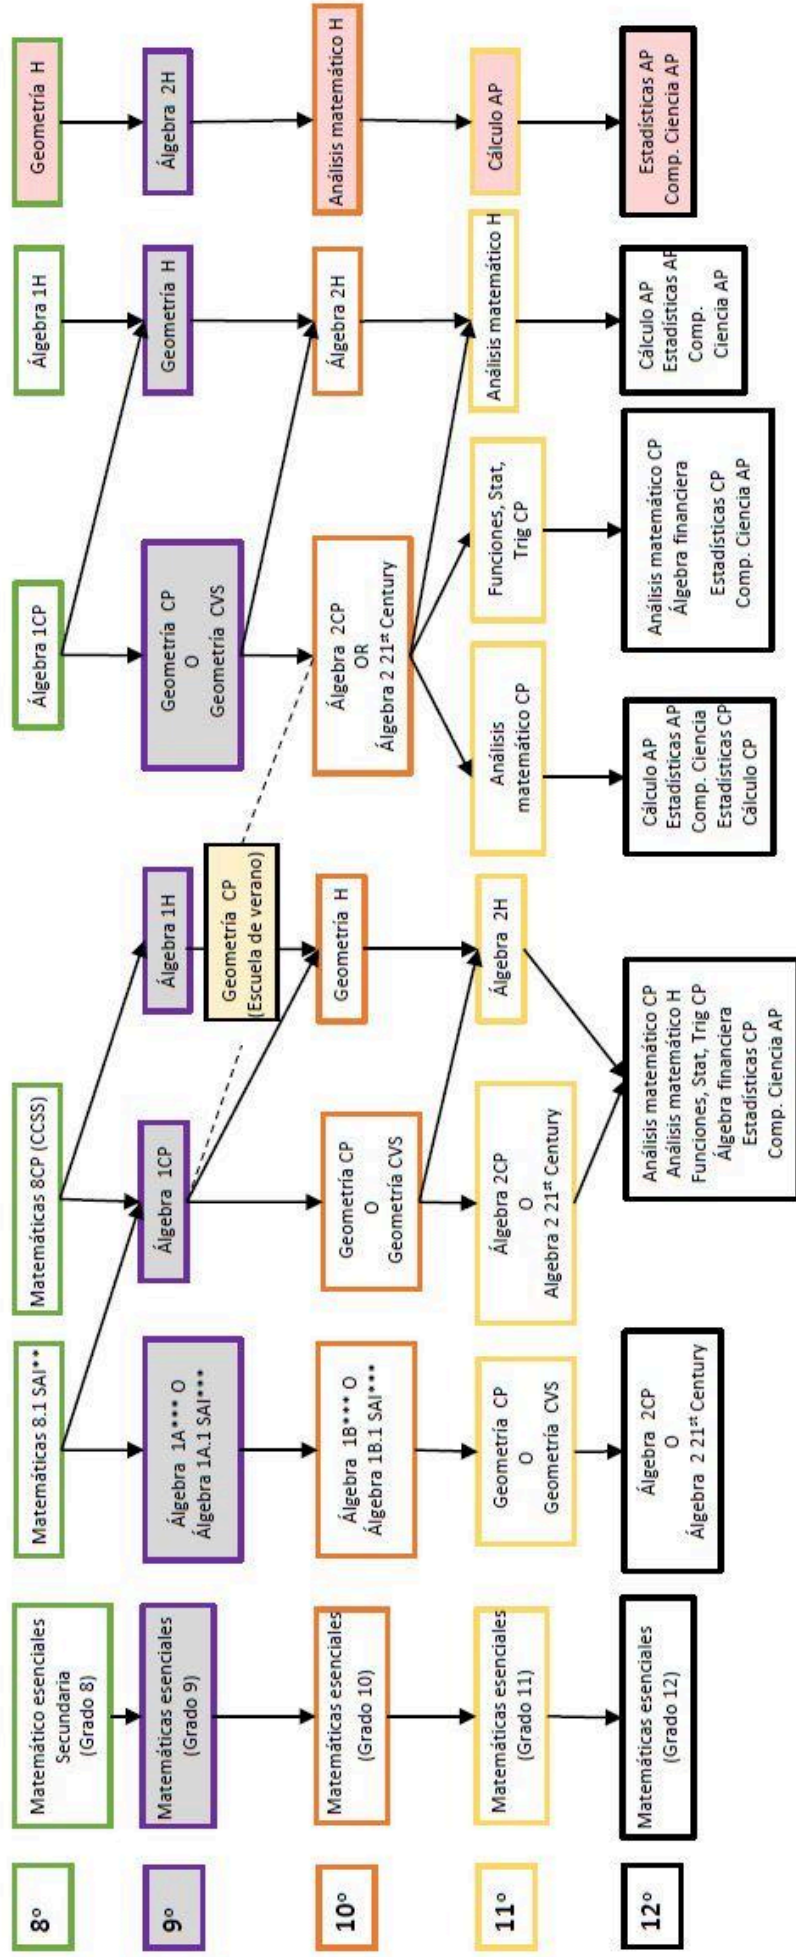 8º
Matemático esenciales
Secundaria
(Grado 8)
Matemáticas 8.1 SAI**
Matemáticas 8CP (CCSS)
Álgebra 1CP
Álgebra 1H
Geometría H
9º
Matemáticas esenciales
(Grado 9)
Álgebra 1A*** O
Álgebra 1A.1 SAI***
Álgebra 1CP
Álgebra 1H
Geometría CP
O
Geometría CVS
Geometría H
Álgebra 2H
Geometría CP
(Escuela de verano)
10º
Matemáticas esenciales
(Grado 10)
Álgebra 1B*** O
Álgebra 1B.1 SAI***
Geometría CP
O
Geometría CVS
Geometría H
Álgebra 2CP
OR
Álgebra 2 21st Century
Álgebra 2H
Análisis matemático H
11º
Matemáticas esenciales
(Grado 11)
Geometría CP
O
Geometría CVS
Álgebra 2CP
O
Álgebra 2 21st Century
Álgebra 2H
Análisis
matemático CP
Funciones, Stat,
Trig CP
Análisis matemático H
Cálculo AP
12º
Matemáticas esenciales
(Grado 12)
Álgebra 2CP
O
Álgebra 2 21st Century
Análisis matemático CP
Análisis matemático H
Funciones, Stat, Trig CP
Álgebra financiera
Estadísticas CP
Comp. Ciencia AP
Cálculo AP
Estadísticas AP
Comp. Ciencia
Estadísticas CP
Cálculo CP
Análisis matemático CP
Álgebra financiera
Estadísticas CP
Comp. Ciencia AP
Cálculo AP
Estadísticas AP
Comp.
Ciencia AP
Estadísticas AP
Comp. Ciencia AP